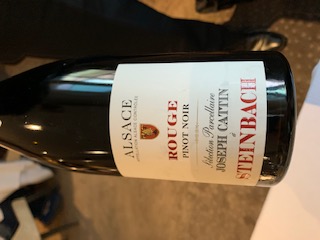 ALSACE
ROUGE
PINOT NOIR
Sélection Parcellaire
JOSEPH CATTIN
à
STEINBACH